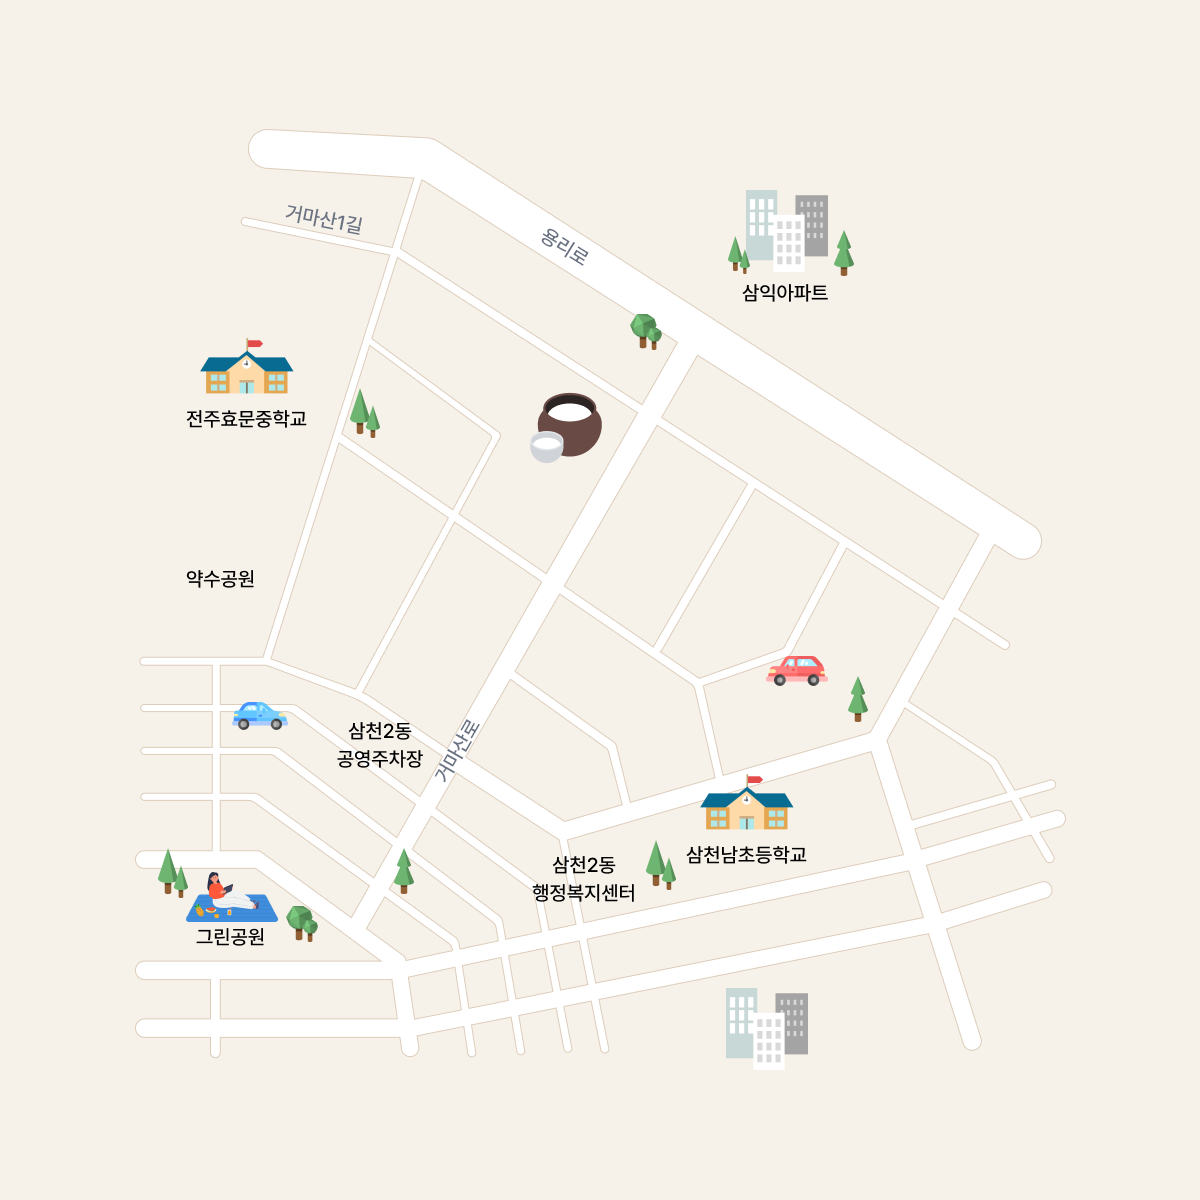 거마산1길
용리로
삼익아파트
전주효문중학교
약수공원
삼천2동
공영주차장
거마산로
삼천남초등학교
삼천2동
행정복지센터
그린공원